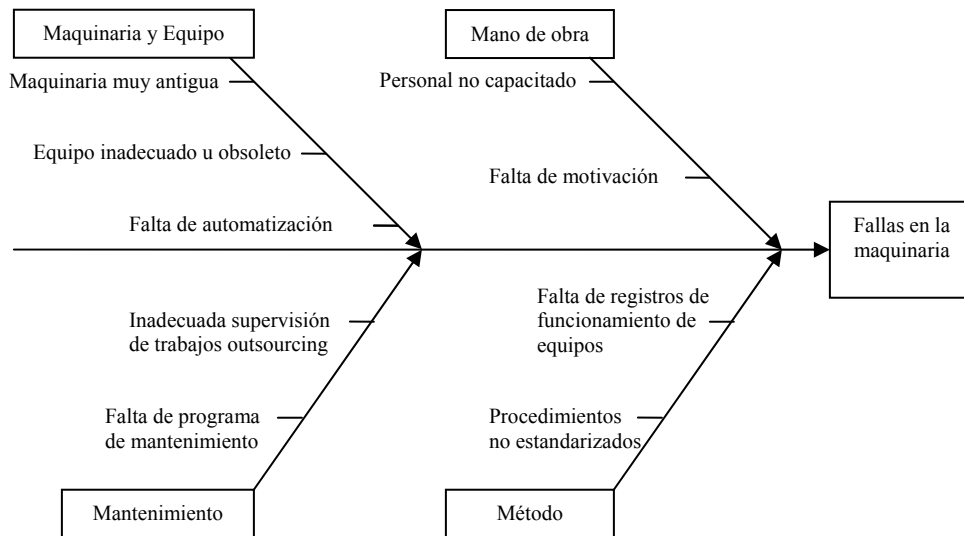 Maquinaria y Equipo
Mano de obra
Maquinaria muy antigua
Personal no capacitado
Equipo inadecuado u obsoleto
Falta de motivación
Falta de automatización
Fallas en la
maquinaria
Inadecuada supervisión
de trabajos outsourcing
Falta de registros de
funcionamiento de
equipos
Falta de programa
de mantenimiento
Procedimientos
no estandarizados
Mantenimiento
Método